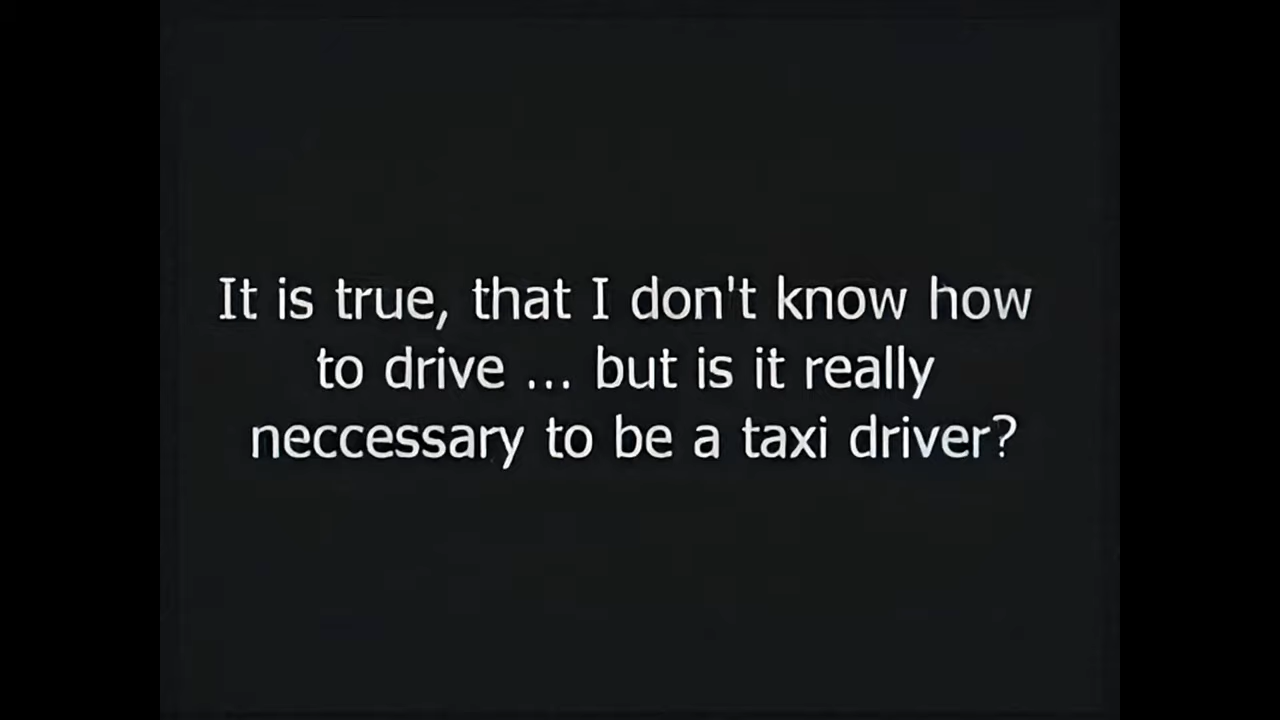 It is true, that I don't know how
to drive ... but is it really
neccessary to be a taxi driver?